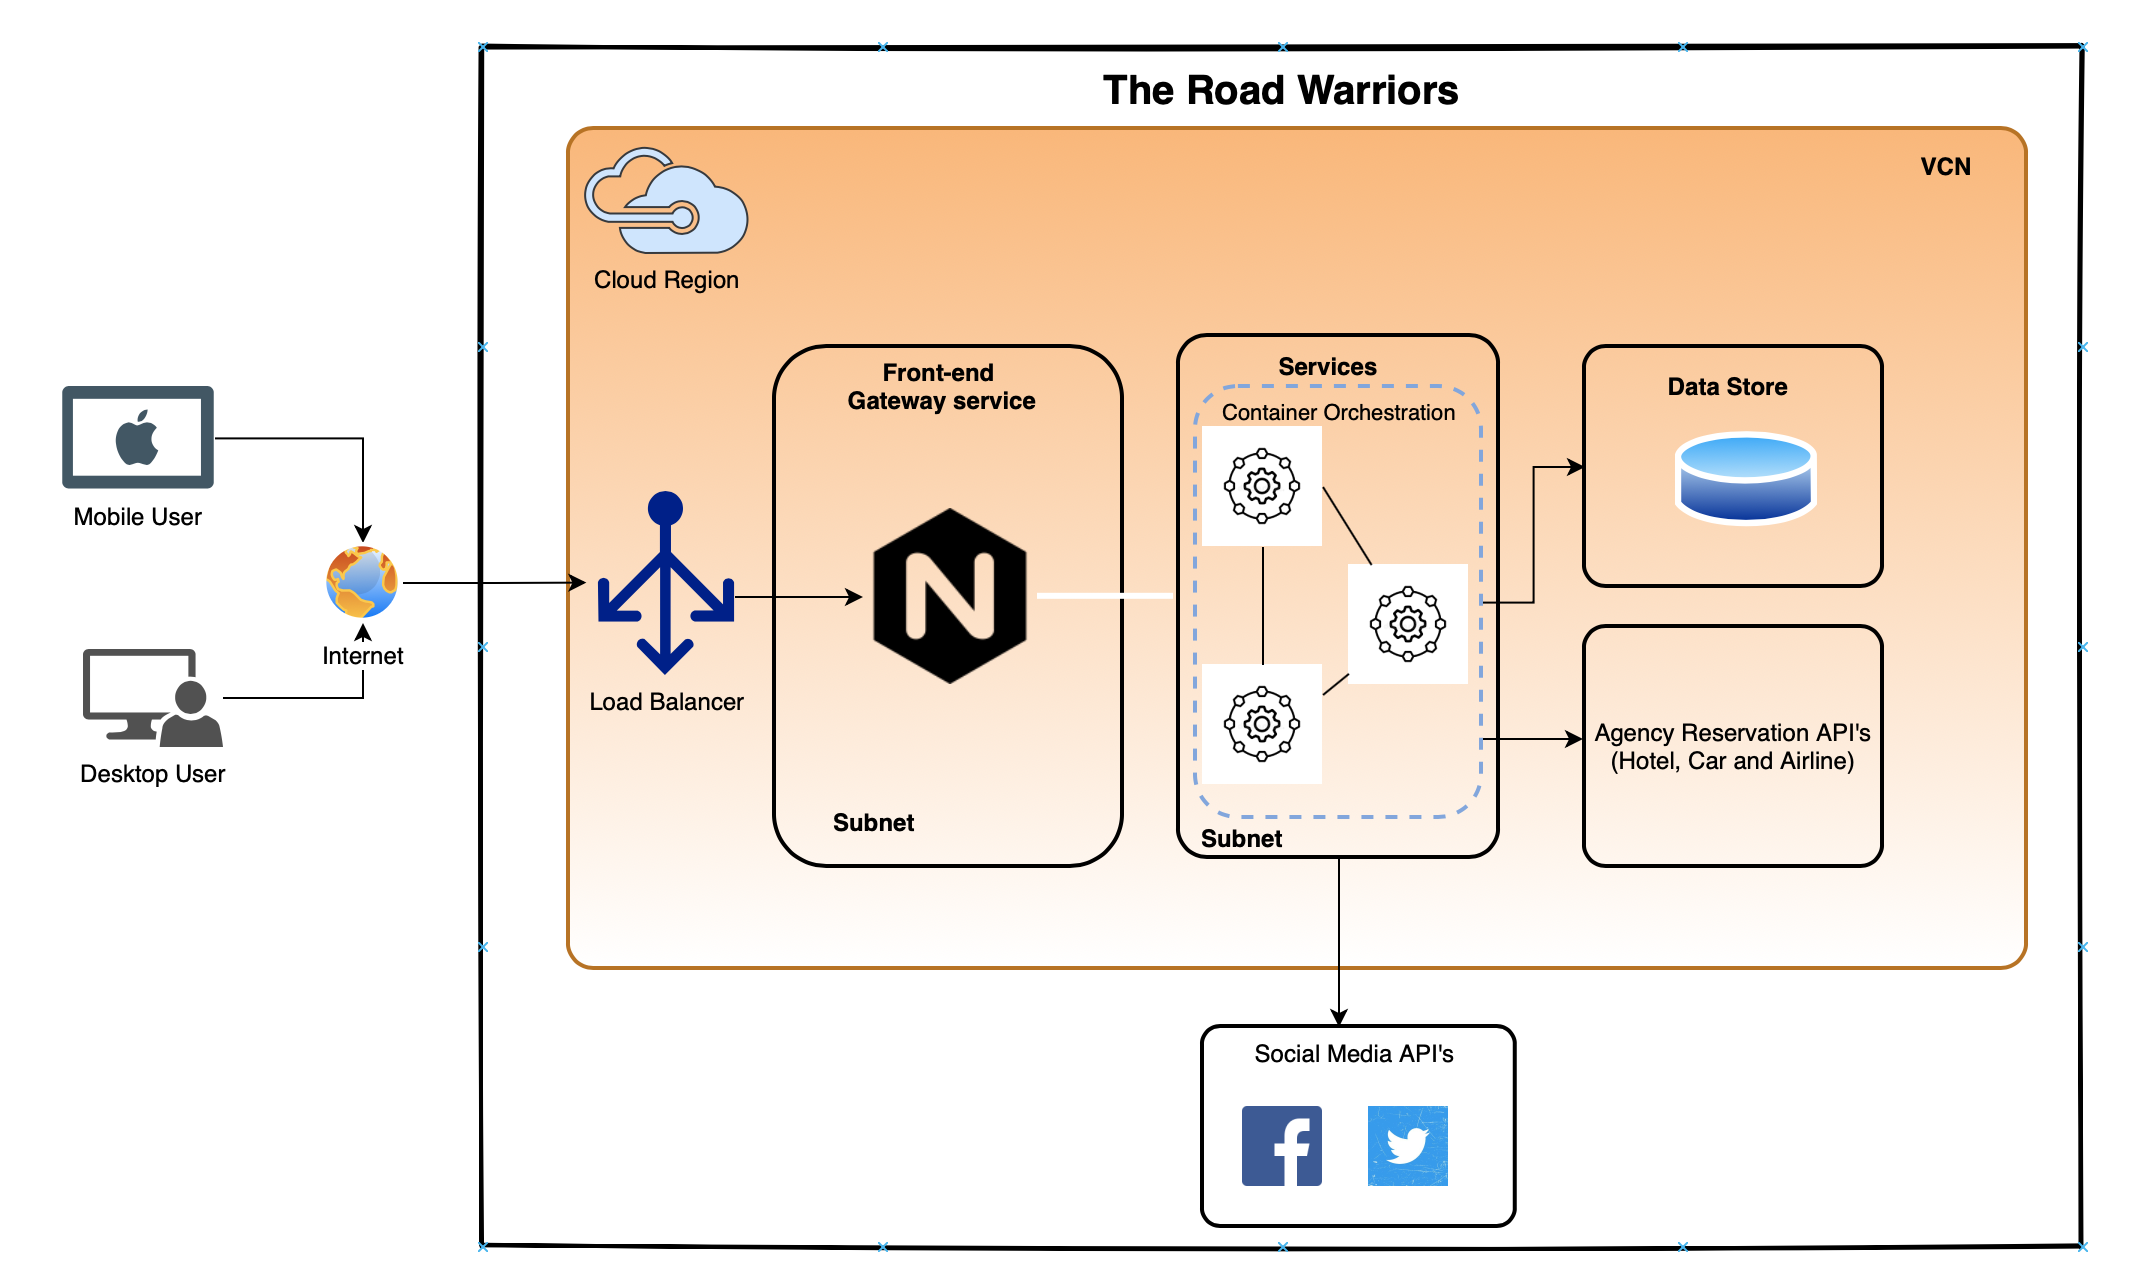 The Road Warriors
VCN
Cloud Region
Mobile User
Internet
Desktop User
Load Balancer
Front-end
Gateway service
N
Subnet
Services
Container Orchestration
Subnet
Data Store
Agency Reservation API's
(Hotel, Car and Airline)
Social Media API's
f